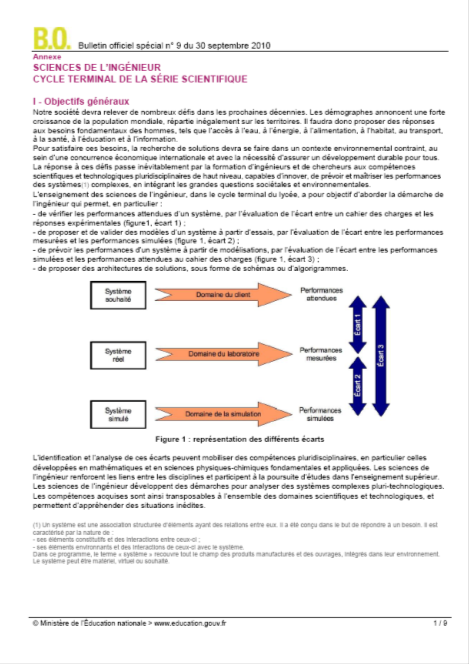 B.O.
Bulletin officiel spécial n° 9 du 30 septembre 2010
Annexe
SCIENCES DE L'INGÉNIEUR
CYCLE TERMINAL DE LA SÉRIE SCIENTIFIQUE
I - Objectifs généraux
Notre société devra relever de nombreux défis dans les prochaines décennies. Les démographes annoncent une forte
croissance de la population mondiale, répartie inégalement sur les territoires. Il faudra donc proposer des réponses
aux besoins fondamentaux des hommes, tels que l'accès à l'eau, à l'énergie, à l'alimentation, à l'habitat, au transport,
à la santé, à l'éducation et à l'information.
Pour satisfaire ces besoins, la recherche de solutions devra se faire dans un contexte environnemental contraint, au
sein d'une concurrence économique internationale et avec la nécessité d'assurer un développement durable pour tous.
La réponse à ces défis passe inévitablement par la formation d'ingénieurs et de chercheurs aux compétences
scientifiques et technologiques pluridisciplinaires de haut niveau, capables d'innover, de prévoir et maîtriser les performances
des systèmes(1) complexes, en intégrant les grandes questions sociétales et environnementales.
L'enseignement des sciences de l'ingénieur, dans le cycle terminal du lycée, a pour objectif d'aborder la démarche de
l'ingénieur qui permet, en particulier :
- de vérifier les performances attendues d'un système, par l'évaluation de l'écart entre un cahier des charges et les
réponses expérimentales (figure1, écart 1) ;
- de proposer et de valider des modèles d'un système à partir d'essais, par l'évaluation de l'écart entre les performances
mesurées et les performances simulées (figure 1, écart 2) ;
- de prévoir les performances d'un système à partir de modélisations, par l'évaluation de l'écart entre les performances
simulées et les performances attendues au cahier des charges (figure 1, écart 3) ;
- de proposer des architectures de solutions, sous forme de schémas ou d'algorigrammes.
Système
souhaité
Domaine du client
Performances
attendues
Écart 1
Écart 3
Système
réel
Domaine du laboratoire
Performances
mesurées
Écart 2
Système
simulé
Domaine de la simulation
Performances
simulées
Figure 1 : représentation des différents écarts
L'identification et l'analyse de ces écarts peuvent mobiliser des compétences pluridisciplinaires, en particulier celles
développées en mathématiques et en sciences physiques-chimiques fondamentales et appliquées. Les sciences de
l'ingénieur renforcent les liens entre les disciplines et participent à la poursuite d'études dans l'enseignement supérieur.
Les sciences de l'ingénieur développent des démarches pour analyser des systèmes complexes pluri-technologiques.
Les compétences acquises sont ainsi transposables à l'ensemble des domaines scientifiques et technologiques, et
permettent d'appréhender des situations inédites.
(1) Un système est une association structurée d'éléments ayant des relations entre eux. Il a été conçu dans le but de répondre à un besoin. Il est
caractérisé par la nature de :
- ses éléments constitutifs et des interactions entre ceux-ci ;
- ses éléments environnants et des interactions de ceux-ci avec le système.
Dans ce programme, le terme « système » recouvre tout le champ des produits manufacturés et des ouvrages, intégrés dans leur environnement.
Le système peut être matériel, virtuel ou souhaité.
© Ministère de l'Éducation nationale > www.education.gouv.fr
1 / 9